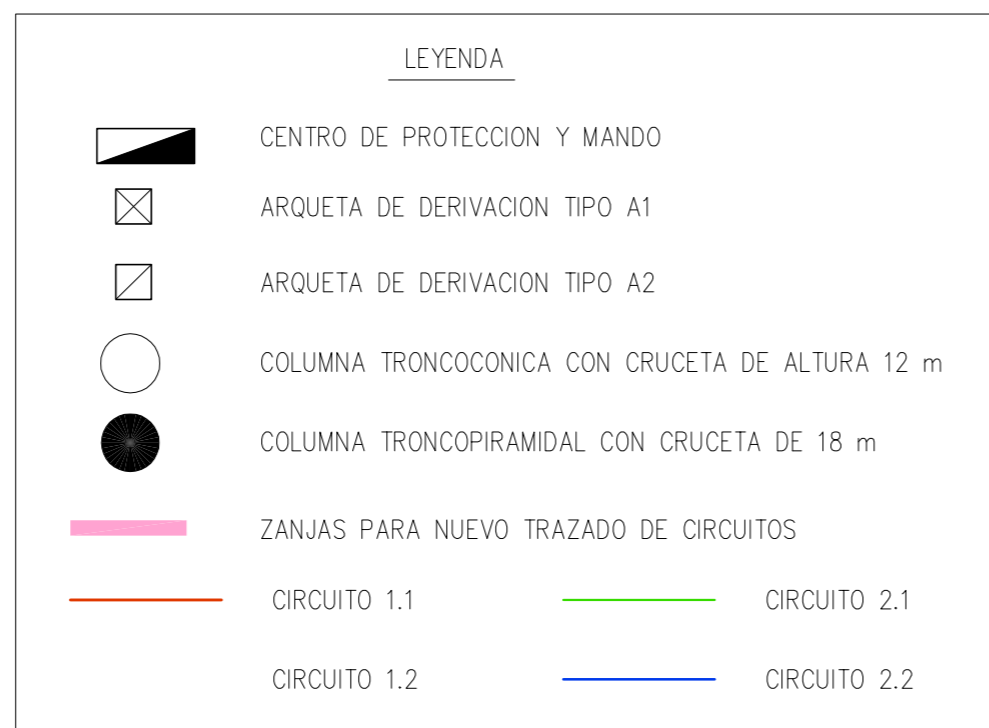 LEYENDA
CENTRO DE PROTECCION Y MANDO
ARQUETA DE DERIVACION TIPO A1
ARQUETA DE DERIVACION TIPO A2
COLUMNA TRONCOCONICA CON CRUCETA DE ALTURA 12 m
COLUMNA TRONCOPIRAMIDAL CON CRUCETA DE 18 m
ZANJAS PARA NUEVO TRAZADO DE CIRCUITOS
CIRCUITO 1.1 CIRCUITO 2.1
CIRCUITO 1.2 CIRCUITO 2.2